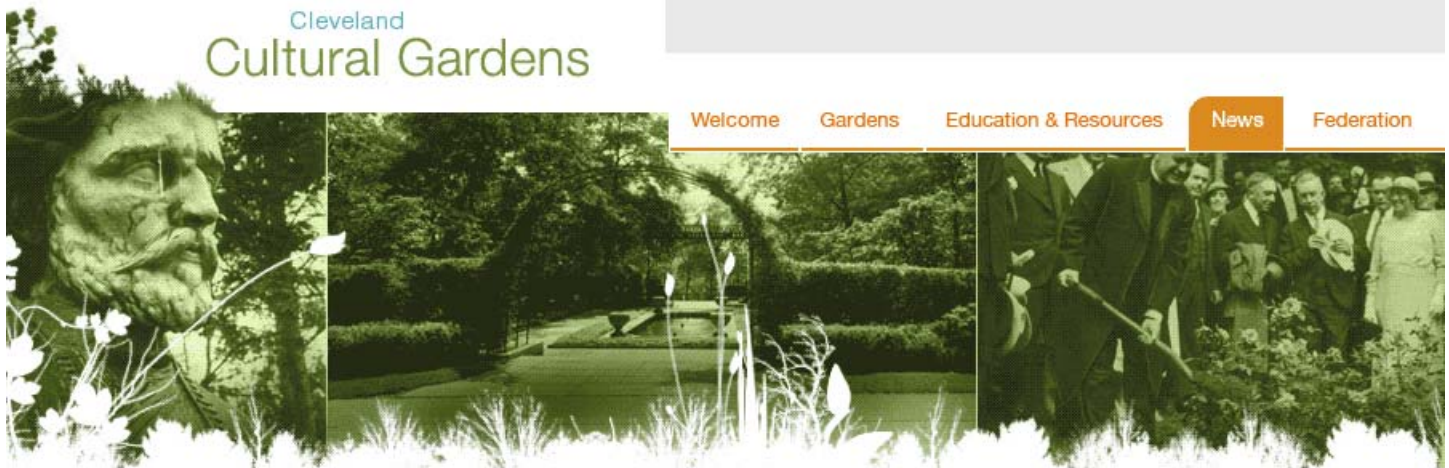 Cleveland
Cultural Gardens
Welcome Gardens Education & Resources News Federation